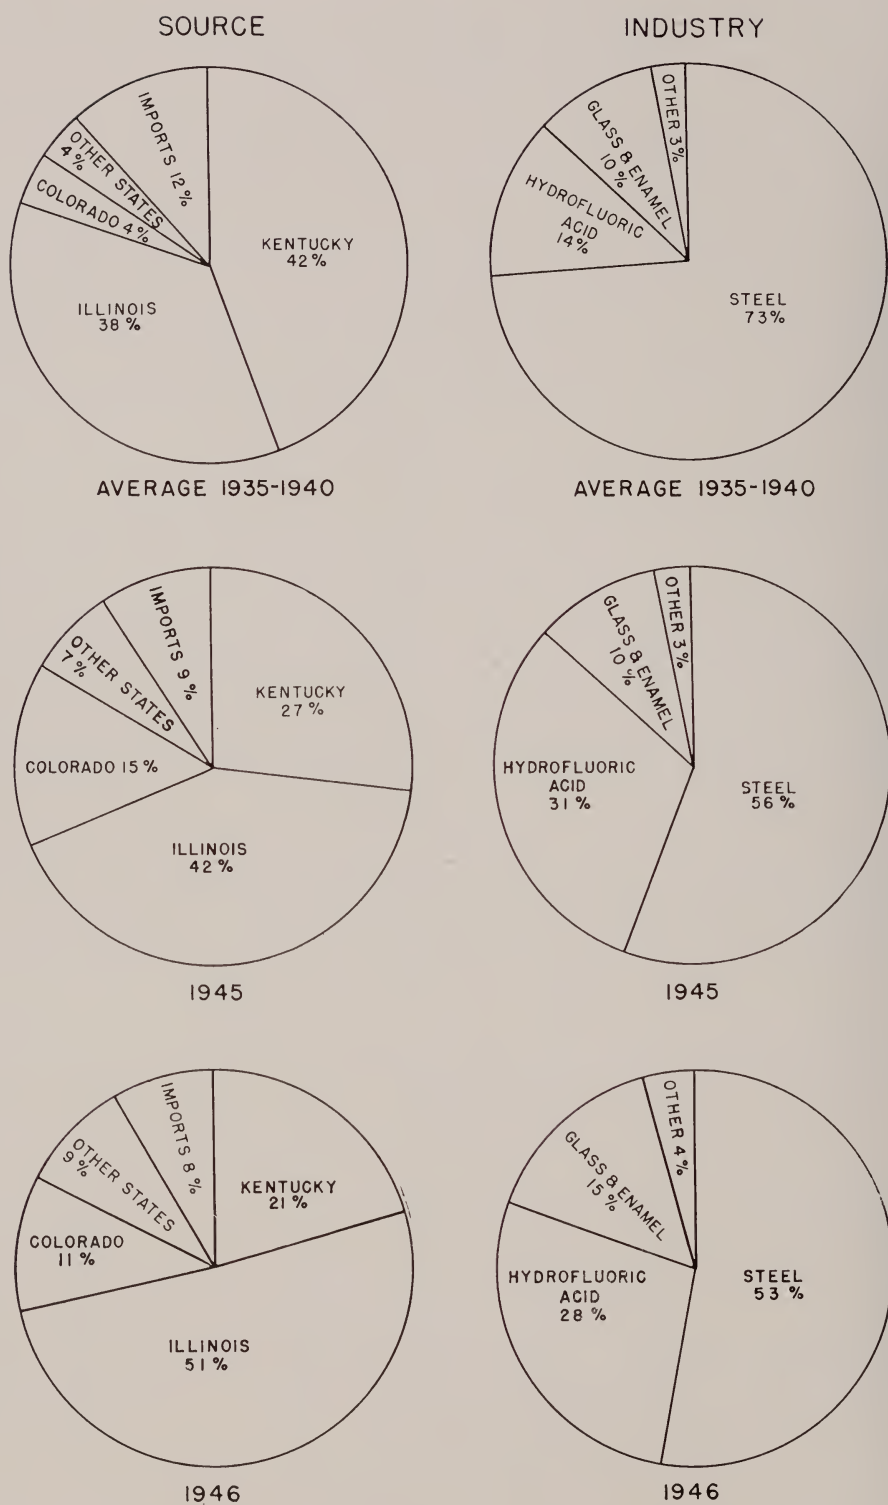 SOURCE
IMPORTS 12%
OTHER STATES
4%
COLORADO 4%
KENTUCKY
42%
ILLINOIS
38%
AVERAGE 1935-1940
INDUSTRY
OTHER 3%
GLASS & ENAMEL
10%
HYDROFLUORIC
ACID
14%
STEEL
73%
AVERAGE 1935-1940
IMPORTS 9%
OTHER STATES
7%
KENTUCKY
27%
COLORADO 15%
ILLINOIS
42%
1945
OTHER 3%
GLASS & ENAMEL
10%
HYDROFLUORIC
ACID
31%
STEEL
56%
1945
IMPORTS 8%
OTHER STATES
9%
KENTUCKY
21%
COLORADO
11%
ILLINOIS
51%
1946
OTHER 4%
GLASS & ENAMEL
15%
HYDROFLUORIC
ACID
28%
STEEL
53%
1946